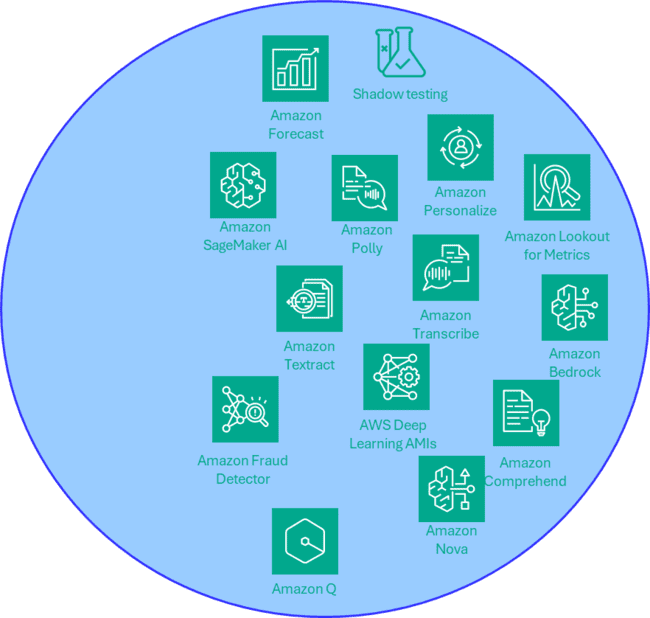 Shadow testing
Amazon
Forecast
Amazon
Personalize
Amazon
SageMaker AI
Amazon
Polly
Amazon Lookout
for Metrics
Amazon
Transcribe
Amazon
Textract
Amazon
Bedrock
AWS Deep
Learning AMIs
Amazon Fraud
Detector
Amazon
Comprehend
Amazon
Nova
Amazon Q